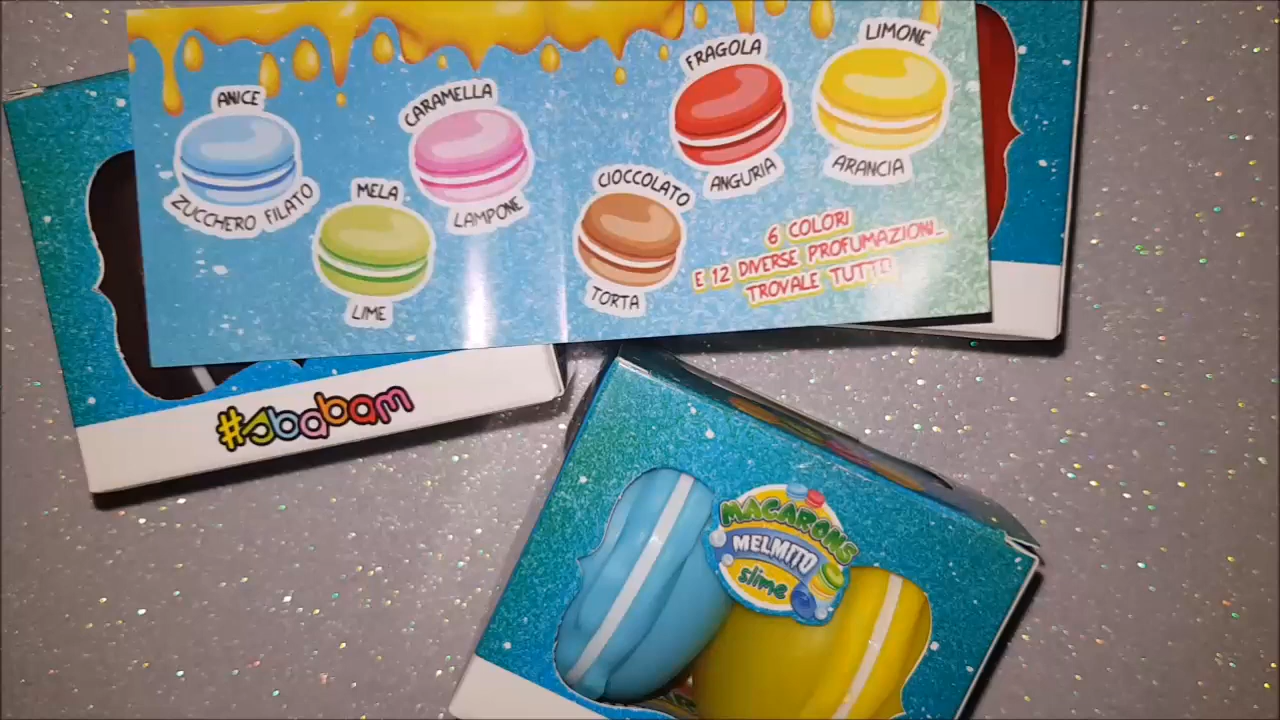 ANICE
ZUCCHERO FILATO
MELA
LIME
CARAMELLA
LAMPONE
CIOCCOLATO
TORTA
FRAGOLA
ANGURIA
LIMONE
ARANCIA
6 COLORI
E 12 DIVERSE PROFUMAZIONI...
TROVALE TUTTE!
#sbabam
MACARONS
MELMITO
slime